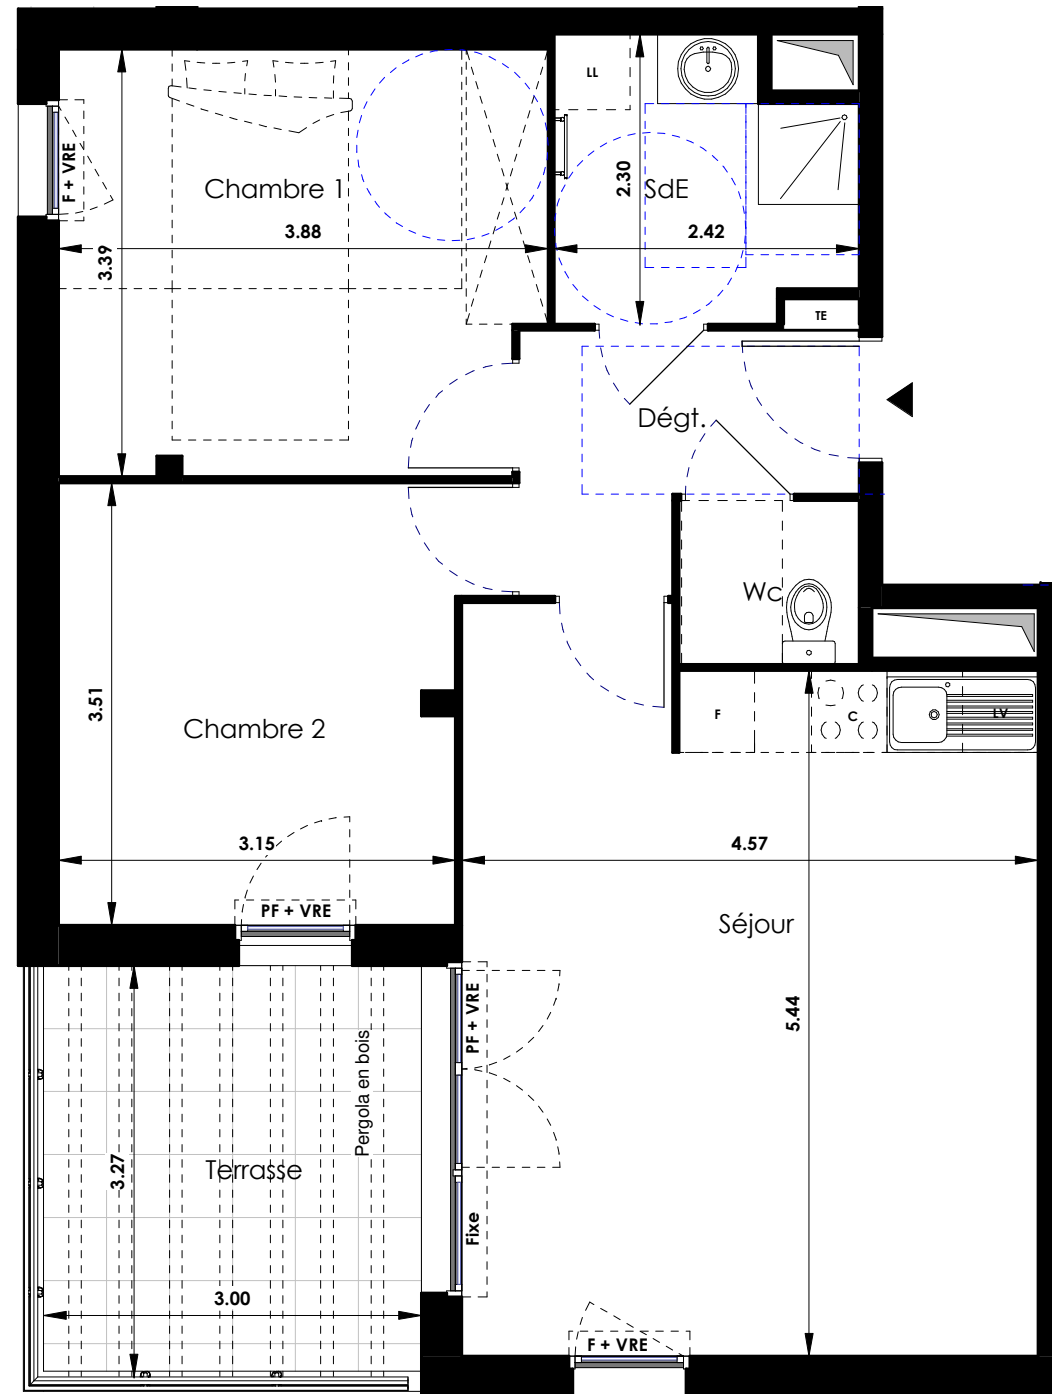 LL
F + VRE
Chambre 1
2.30
SdE
3.88
2.42
3.39
TE
Dégt.
Wc
3.51
Chambre 2
F
C
LV
3.15
4.57
PF + VRE
Séjour
5.44
PF + VRE
Pergola en bois
3.27
Terrasse
Fixe
3.00
F + VRE